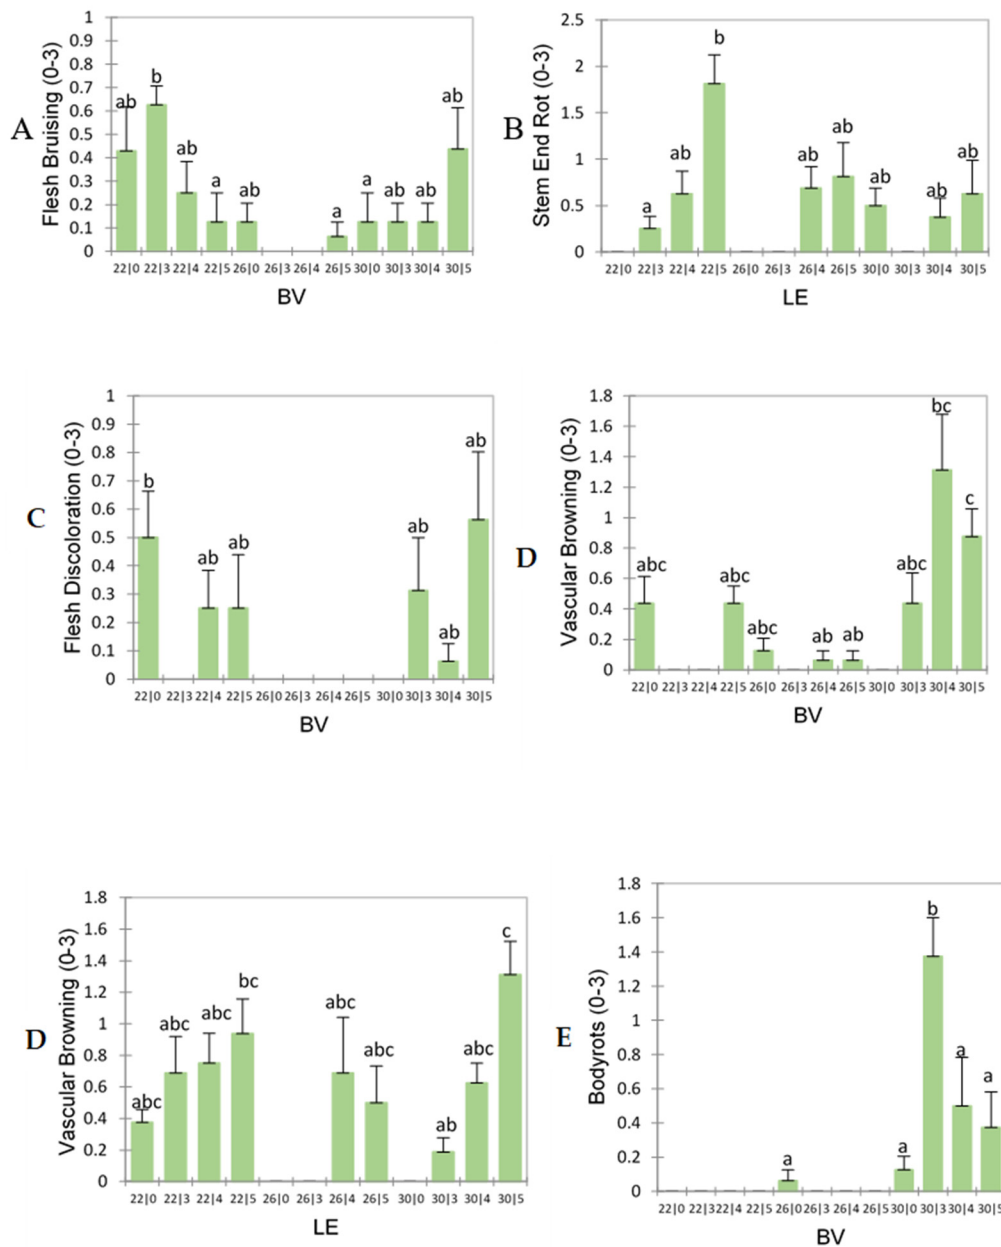 A
Flesh Bruising (0-3)
1
0.9
0.8
0.7
0.6
0.5
0.4
0.3
0.2
0.1
0
ab b ab a ab a a ab ab ab
22|0 22|3 22|4 22|5 26|0 26|3 26|4 26|5 30|0 30|3 30|4 30|5
BV
B
Stem End Rot (0-3)
2.5
2
1.5
1
0.5
0
a ab b ab ab ab ab ab
22|0 22|3 22|4 22|5 26|0 26|3 26|4 26|5 30|0 30|3 30|4 30|5
LE
C
Flesh Discoloration (0-3)
1
0.9
0.8
0.7
0.6
0.5
0.4
0.3
0.2
0.1
0
b ab ab ab ab ab
22|0 22|3 22|4 22|5 26|0 26|3 26|4 26|5 30|0 30|3 30|4 30|5
BV
D
Vascular Browning (0-3)
1.8
1.6
1.4
1.2
1
0.8
0.6
0.4
0.2
0
abc abc abc ab ab abc bc c
22|0 22|3 22|4 22|5 26|0 26|3 26|4 26|5 30|0 30|3 30|4 30|5
BV
D
Vascular Browning (0-3)
1.8
1.6
1.4
1.2
1
0.8
0.6
0.4
0.2
0
abc abc abc bc abc abc ab abc c
22|0 22|3 22|4 22|5 26|0 26|3 26|4 26|5 30|0 30|3 30|4 30|5
LE
E
Bodyrots (0-3)
1.8
1.6
1.4
1.2
1
0.8
0.6
0.4
0.2
0
a a b a a
22|0 22|3 22|4 22|5 26|0 26|3 26|4 26|5 30|0 30|3 30|4 30|5
BV